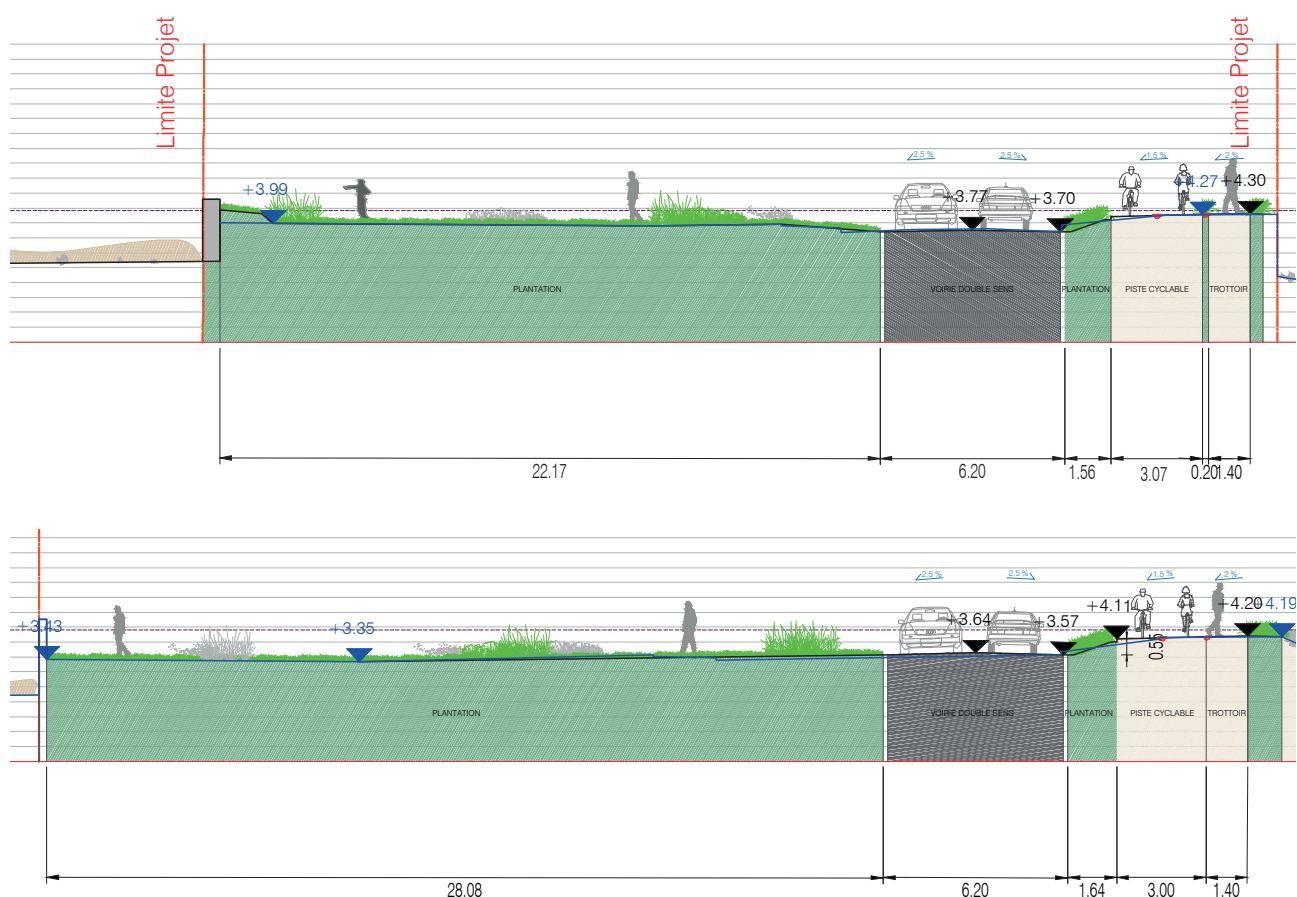 Limite Projet
Limite Projet
2.5 % 2.5 % 1.5 % 2 %
+3.99 +3.77 +3.70 +4.27 +4.30
PLANTATION VOIRIE DOUBLE SENS PLANTATION PISTE CYCLABLE TROTTOIR
22.17 6.20 1.56 3.07 0.20 1.40
2.5 % 2.5 % 1.5 % 2 %
+3.43 +3.35 +3.64 +3.57 +4.11 +4.20 +4.19
0.55
PLANTATION VOIRIE DOUBLE SENS PLANTATION PISTE CYCLABLE TROTTOIR
28.08 6.20 1.64 3.00 1.40